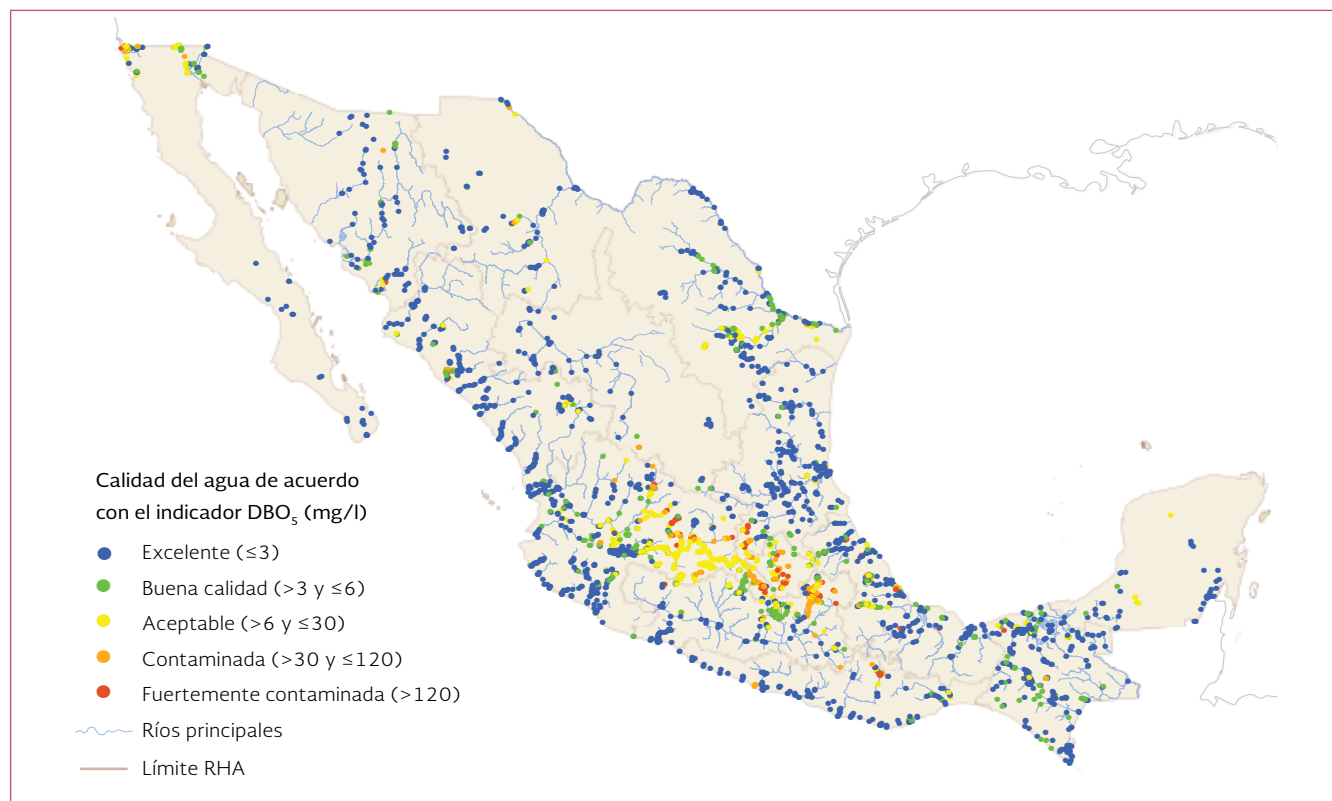 Calidad del agua de acuerdo
con el indicador DBO₅ (mg/l)
Excelente (≤3)
Buena calidad (>3 y ≤6)
Aceptable (>6 y ≤30)
Contaminada (>30 y ≤120)
Fuertemente contaminada (>120)
Ríos principales
Límite RHA